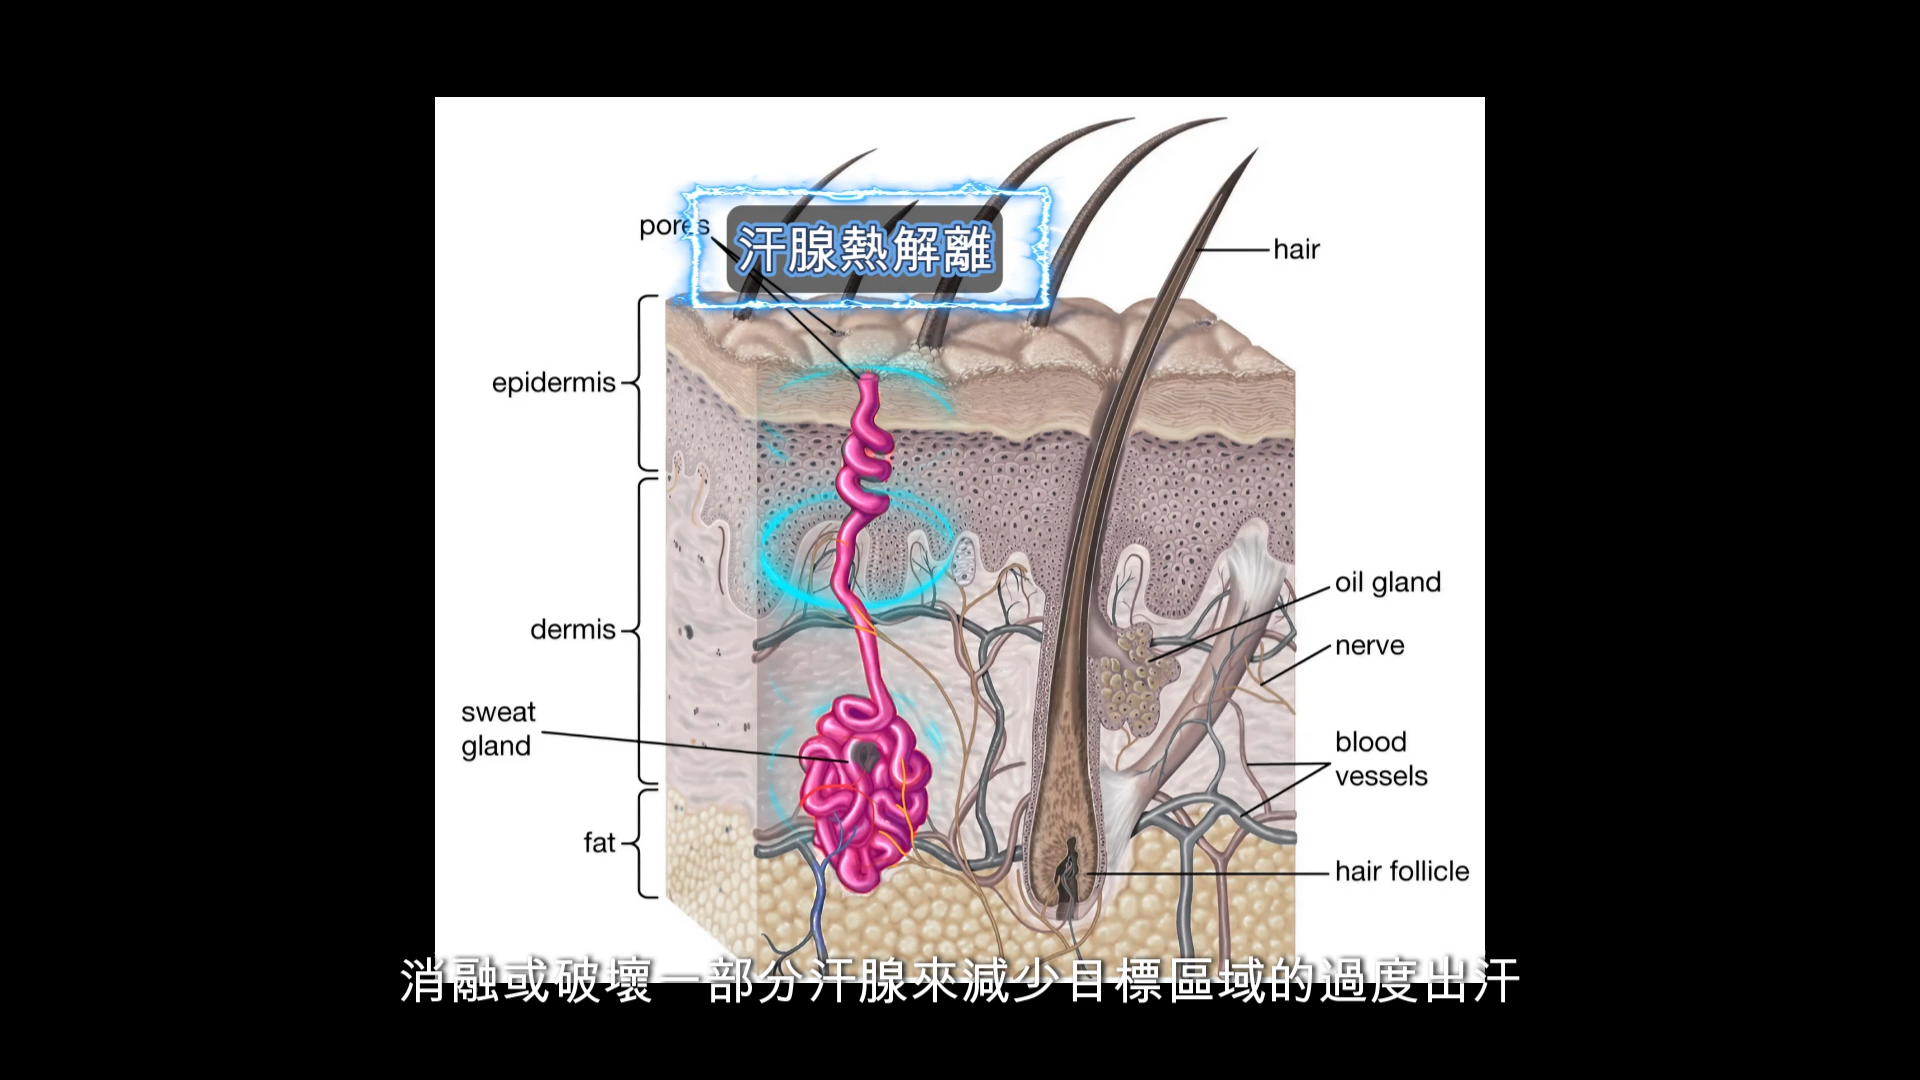 pores
汗腺熱解離
hair
epidermis
oil gland
dermis
nerve
sweat
gland
blood
vessels
fat
hair follicle
消融或破壞一部分汗腺來減少目標區域的過度出汗